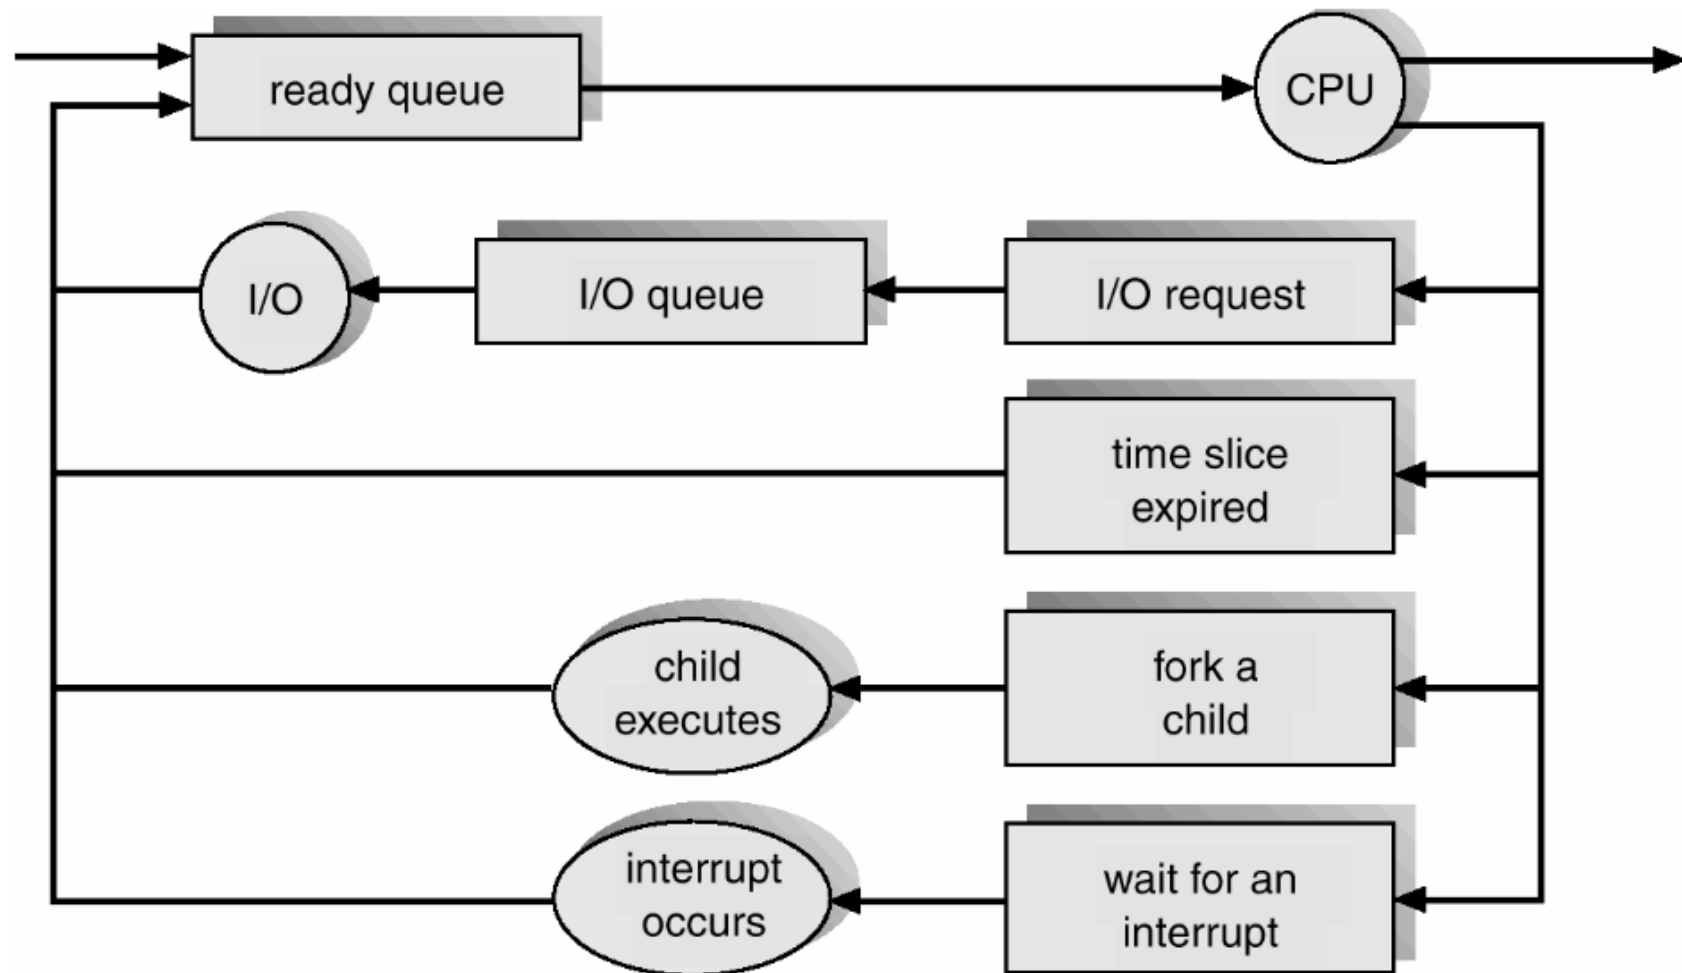 ready queue
CPU
I/O
I/O queue
I/O request
time slice
expired
child
executes
fork a
child
interrupt
occurs
wait for an
interrupt